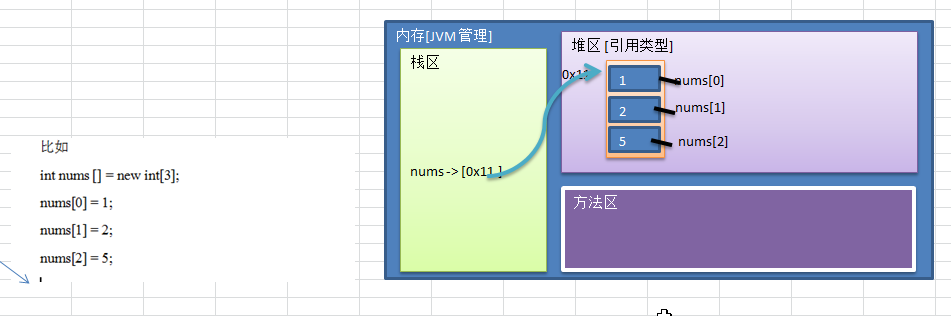 比如
int nums [] = new int[3];
nums[0] = 1;
nums[1] = 2;
nums[2] = 5;
内存[JVM管理]
栈区
nums -> [0x11 ]
堆区 [引用类型]
0x11
1 nums[0]
2 nums[1]
5 nums[2]
方法区